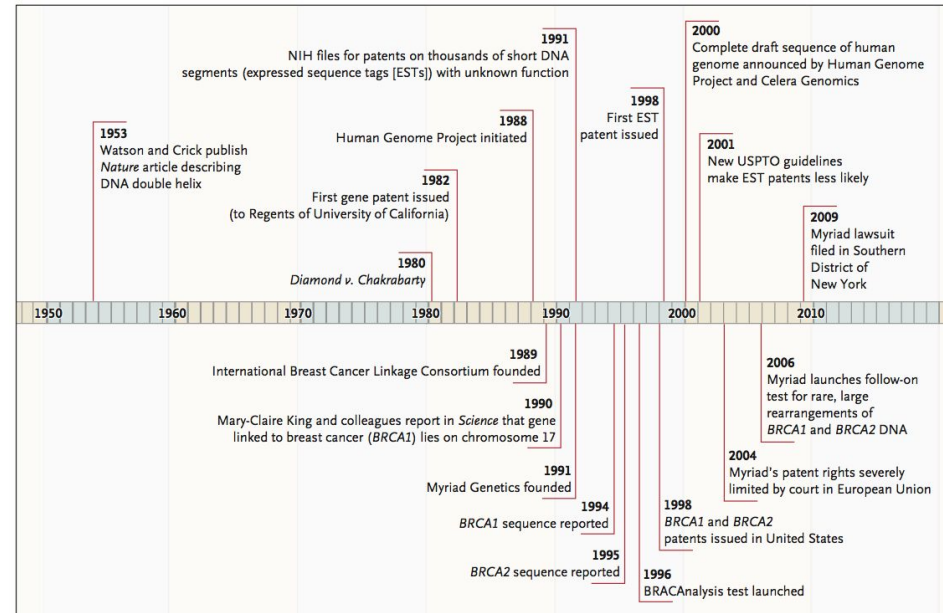 1991
NIH files for patents on thousands of short DNA
segments (expressed sequence tags [ESTs]) with unknown function
2000
Complete draft sequence of human
genome announced by Human Genome
Project and Celera Genomics
1998
First EST
patent issued
1988
Human Genome Project initiated
1953
Watson and Crick publish
Nature article describing
DNA double helix
2001
New USPTO guidelines
make EST patents less likely
1982
First gene patent issued
(to Regents of University of California)
2009
Myriad lawsuit
filed in Southern
District of
New York
1980
Diamond v. Chakrabarty
1950 1960 1970 1980 1990 2000 2010
1989
International Breast Cancer Linkage Consortium founded
2006
Myriad launches follow-on
test for rare, large
rearrangements of
BRCA1 and BRCA2 DNA
1990
Mary-Claire King and colleagues report in Science that gene
linked to breast cancer (BRCA1) lies on chromosome 17
2004
Myriad's patent rights severely
limited by court in European Union
1991
Myriad Genetics founded
1994
BRCA1 sequence reported
1998
BRCA1 and BRCA2
patents issued in United States
1995
BRCA2 sequence reported
1996
BRACAnalysis test launched